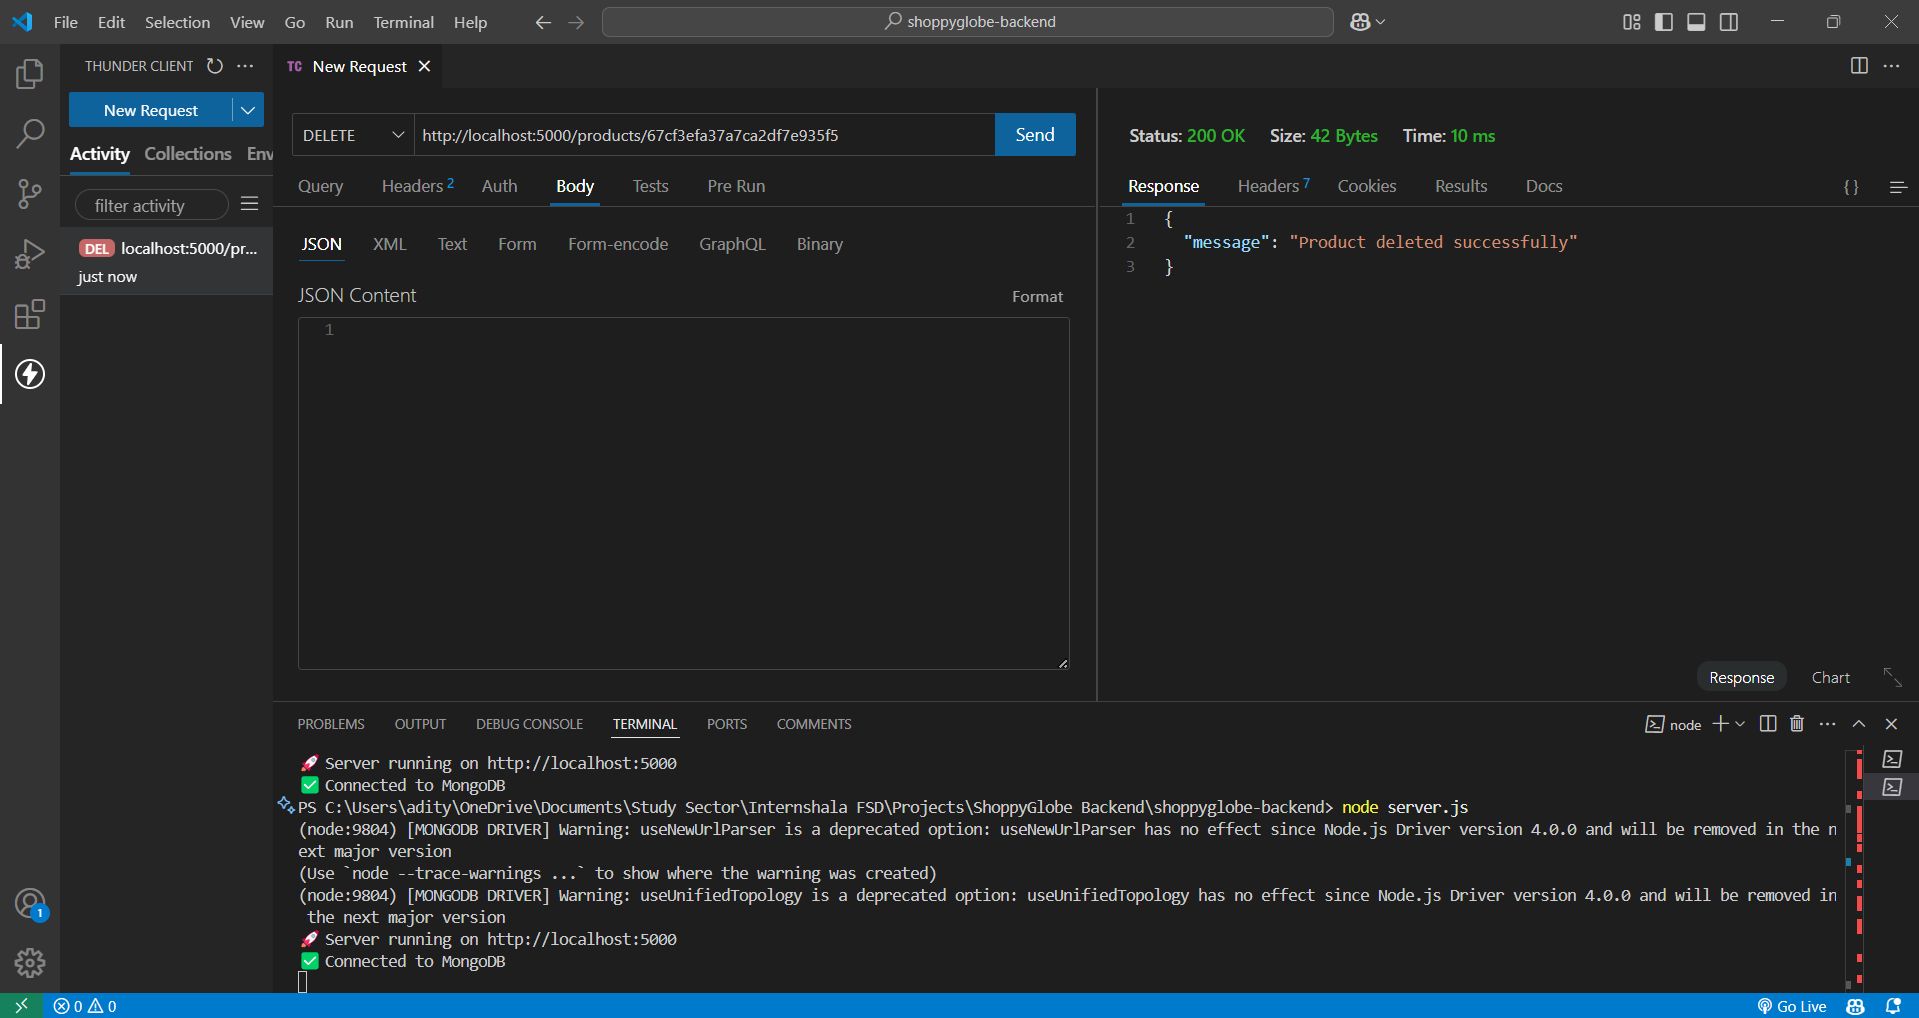 File Edit Selection View Go Run Terminal Help
shoppyglobe-backend
THUNDER CLIENT
New Request
Activity Collections Env
filter activity
DEL localhost:5000/pr...
just now
TC New Request
DELETE http://localhost:5000/products/67cf3efa37a7ca2df7e935f5 Send
Query Headers 2 Auth Body Tests Pre Run
JSON XML Text Form Form-encode GraphQL Binary
JSON Content Format
1
Status: 200 OK Size: 42 Bytes Time: 10 ms
Response Headers 7 Cookies Results Docs {}
1 {
2 "message": "Product deleted successfully"
3 }
Response Chart
PROBLEMS OUTPUT DEBUG CONSOLE TERMINAL PORTS COMMENTS
node
🚀 Server running on http://localhost:5000
✅ Connected to MongoDB
PS C:\Users\adity\OneDrive\Documents\Study Sector\Internshala FSD\Projects\ShoppyGlobe Backend\shoppyglobe-backend> node server.js
(node:9804) [MONGODB DRIVER] Warning: useNewUrlParser is a deprecated option: useNewUrlParser has no effect since Node.js Driver version 4.0.0 and will be removed in the n
ext major version
(Use `node --trace-warnings ...` to show where the warning was created)
(node:9804) [MONGODB DRIVER] Warning: useUnifiedTopology is a deprecated option: useUnifiedTopology has no effect since Node.js Driver version 4.0.0 and will be removed in
the next major version
🚀 Server running on http://localhost:5000
✅ Connected to MongoDB
1
0 0
Go Live